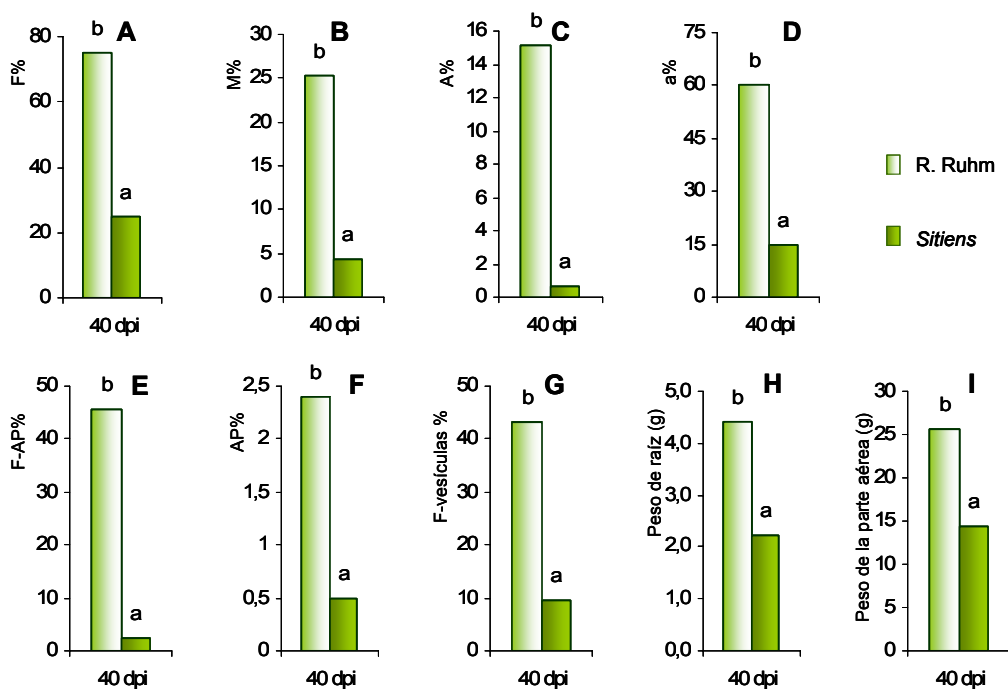 A
F%
80
60
40
20
0
b
a
40 dpi
B
M%
30
25
20
15
10
5
0
b
a
40 dpi
C
A%
16
14
12
10
8
6
4
2
0
b
a
40 dpi
D
a%
75
60
45
30
15
0
b
a
40 dpi
R. Ruhm
Sitiens
E
F-AP%
50
40
30
20
10
0
b
a
40 dpi
F
AP%
2,5
2
1,5
1
0,5
0
b
a
40 dpi
G
F-vesículas %
50
40
30
20
10
0
b
a
40 dpi
H
Peso de raíz (g)
5,0
4,0
3,0
2,0
1,0
0,0
b
a
40 dpi
I
Peso de la parte aérea (g)
30
25
20
15
10
5
0
b
a
40 dpi